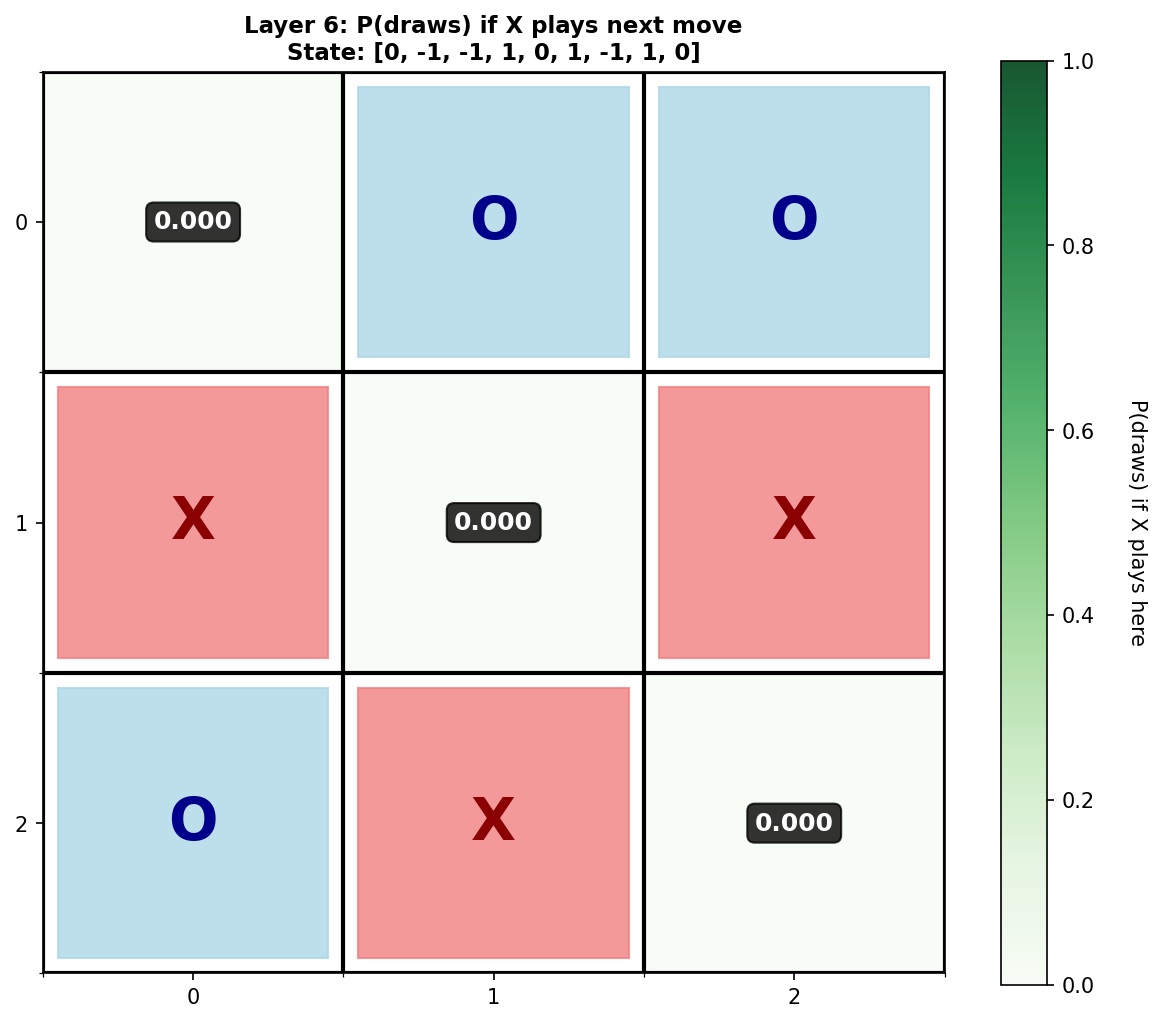 Layer 6: P(draws) if X plays next move
State: [0, -1, -1, 1, 0, 1, -1, 1, 0]
0.000
O
O
X
0.000
X
O
X
0.000
0
1
2
0
1
2
1.0
0.8
0.6
0.4
0.2
0.0
P(draws) if X plays here